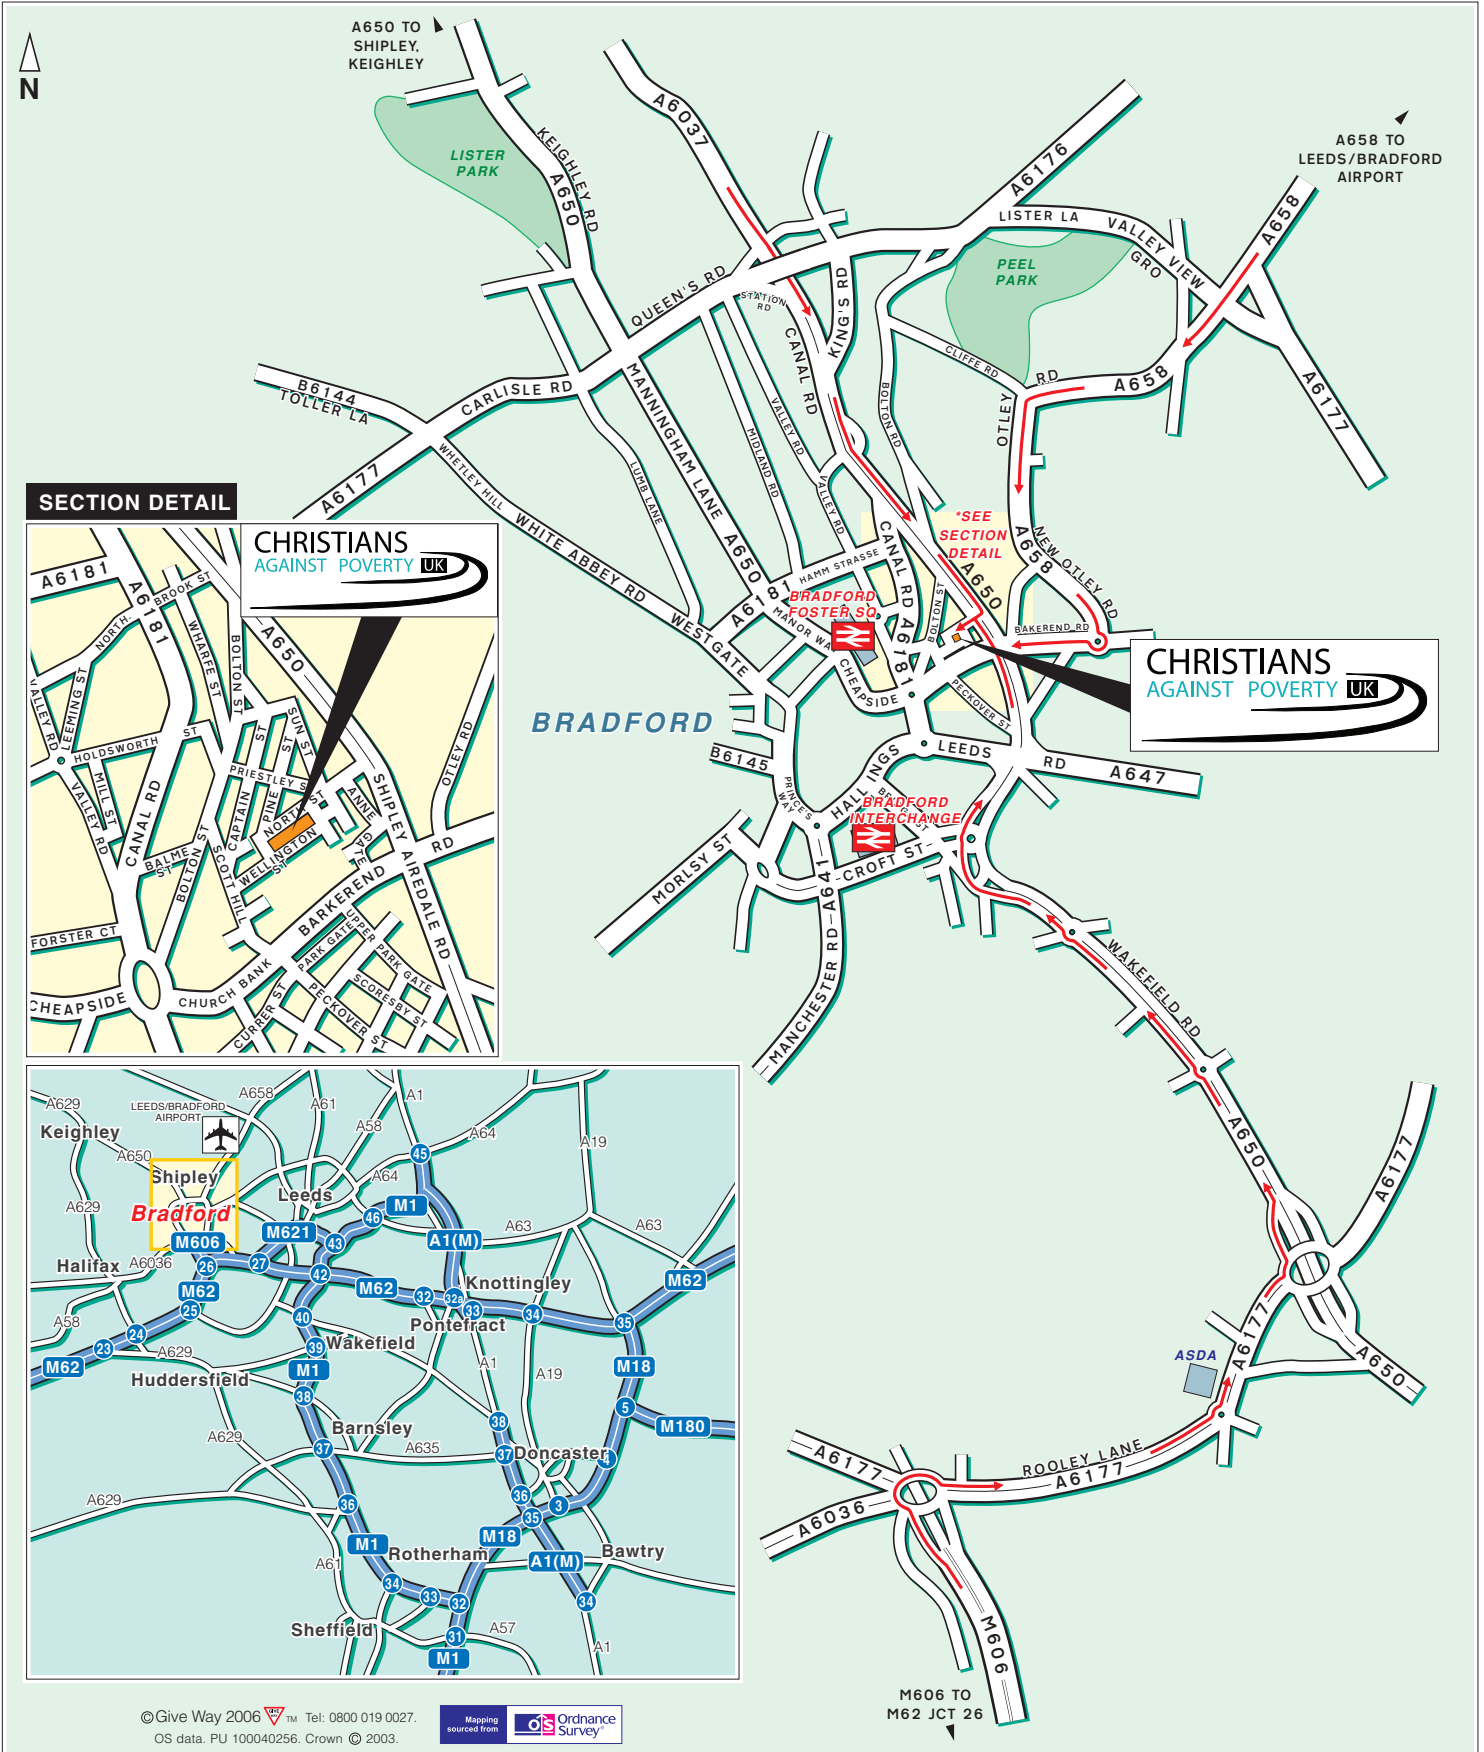 A650 TO
SHIPLEY,
KEIGHLEY
N
LISTER
PARK
KEIGHLEY RD
A650
A6037
A6176
A658 TO
LEEDS/BRADFORD
AIRPORT
A658
LISTER LA
VALLEY VIEW
GRO
PEEL
PARK
QUEEN'S RD
STATION
RD
KING'S RD
CANAL RD
CLIFFE RD
BOLTON RD
OTLEY
RD
A658
A6177
B6144
TOLLER LA
CARLISLE RD
A6177
MANNINGHAM LANE
A650
WHETLEY HILL
WHITE ABBEY RD
LUMB LANE
MIDLAND RD
VALLEY RD
VALLEY RD
WESTGATE
A6181
HAMM STRASSE
CANAL RD
A6181
BOLTON ST
*SEE
SECTION
DETAIL
A650
A658
NEW OTLEY RD
BAKEREND RD
BRADFORD
FOSTER SQ
MANOR WA
CHEAPSIDE
PECKOVER ST
CHRISTIANS
AGAINST POVERTY UK
BRADFORD
B6145
LEEDS
RD
A647
HALL INGS
PRINCES
WAY
BRADFORD
INTERCHANGE
CROFT ST
MORLSY ST
MANCHESTER RD
A641
WAKEFIELD RD
A650
A6177
A6177
A650
ASDA
ROOLEY LANE
A6177
A6177
A6036
M606
M606 TO
M62 JCT 26
SECTION DETAIL
CHRISTIANS
AGAINST POVERTY UK
A6181
A6181
A650
BROOK ST
NORTH
WHARFE ST
BOLTON ST
VALLEY RD
LEEMING ST
HOLDSWORTH
ST
MILL ST
VALLEY RD
CANAL RD
SUN ST
PRIESTLEY S
CAPTAIN
ST
PINE
ST
NORTH
ST
WELLINGTON
ST
ANNE
GATE
SHIPLEY AIREDALE RD
OTLEY RD
BALME
ST
BOLTON ST
SCOTT HILL
BARKEREND
RD
FORSTER CT
CHEAPSIDE
CHURCH BANK
PARK GATE
UPPER PARK GATE
SCORESBY ST
PECKOVER ST
CURRER ST
A629
Keighley
LEEDS/BRADFORD
AIRPORT
A658
A61
A58
A1
A64
A19
A650
Shipley
Bradford
M606
Leeds
A64
45
46
M1
M621
43
A1(M)
A63
A63
A629
Halifax
A6036
26
27
42
M62
M62
32
32a
33
Knottingley
34
35
M62
25
24
23
M62
A58
A629
Huddersfield
40
39
Wakefield
Pontefract
M1
38
A1
A19
M18
5
M180
Barnsley
37
A635
38
37
Doncaster
4
A629
A629
36
M1
A61
36
35
3
M18
A1(M)
Bawtry
Rotherham
34
33
32
34
Sheffield
31
A57
M1
A1
© Give Way 2006 GIVE WAY TM Tel: 0800 019 0027.
OS data. PU 100040256. Crown © 2003.
Mapping
sourced from
OS Ordnance
Survey®